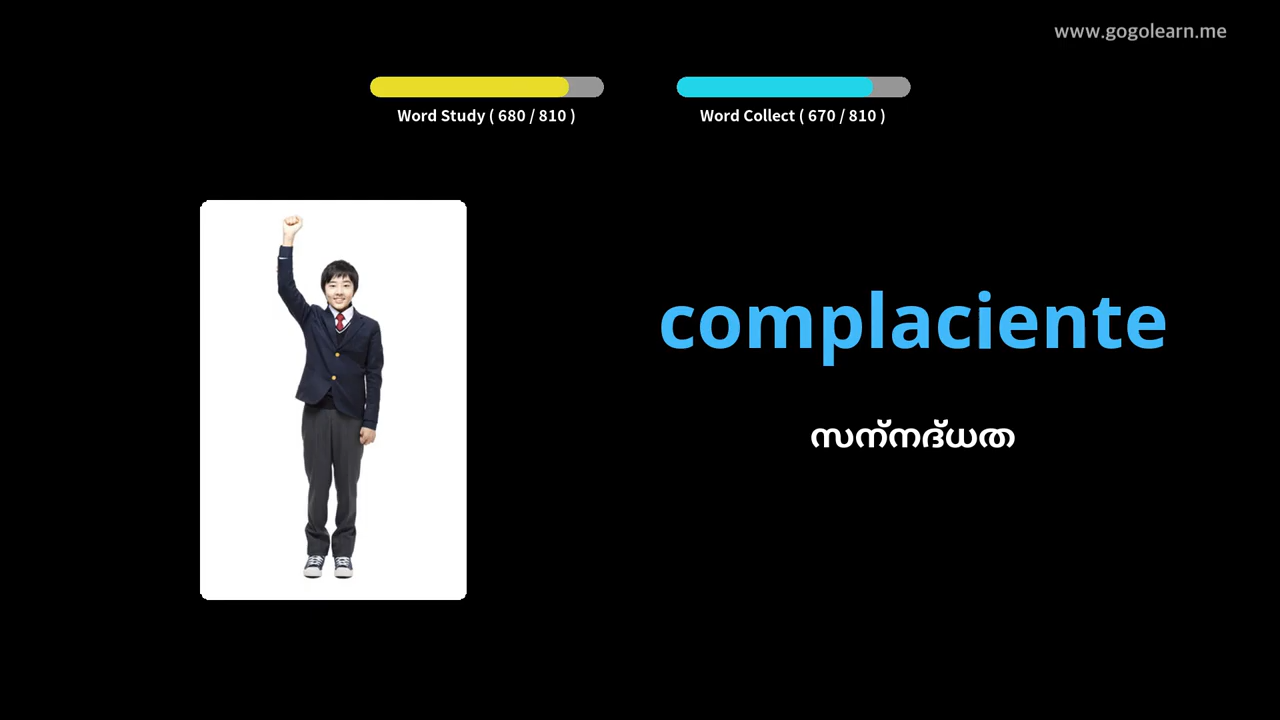 www.gogolearn.me
Word Study ( 680 / 810 )
Word Collect ( 670 / 810 )
complaciente
സന്നദ്ധത